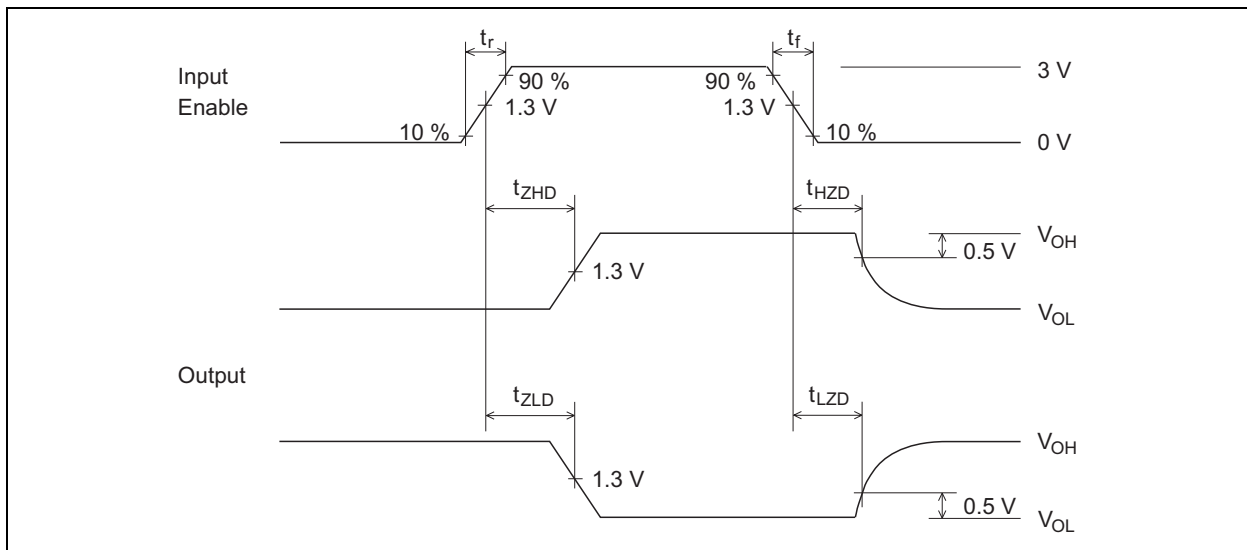 tr
tf
Input
Enable
90 %
90 %
3 V
1.3 V
1.3 V
10 %
10 %
0 V
tZHD
tHZD
VOH
0.5 V
1.3 V
VOL
Output
tZLD
tLZD
VOH
1.3 V
0.5 V
VOL